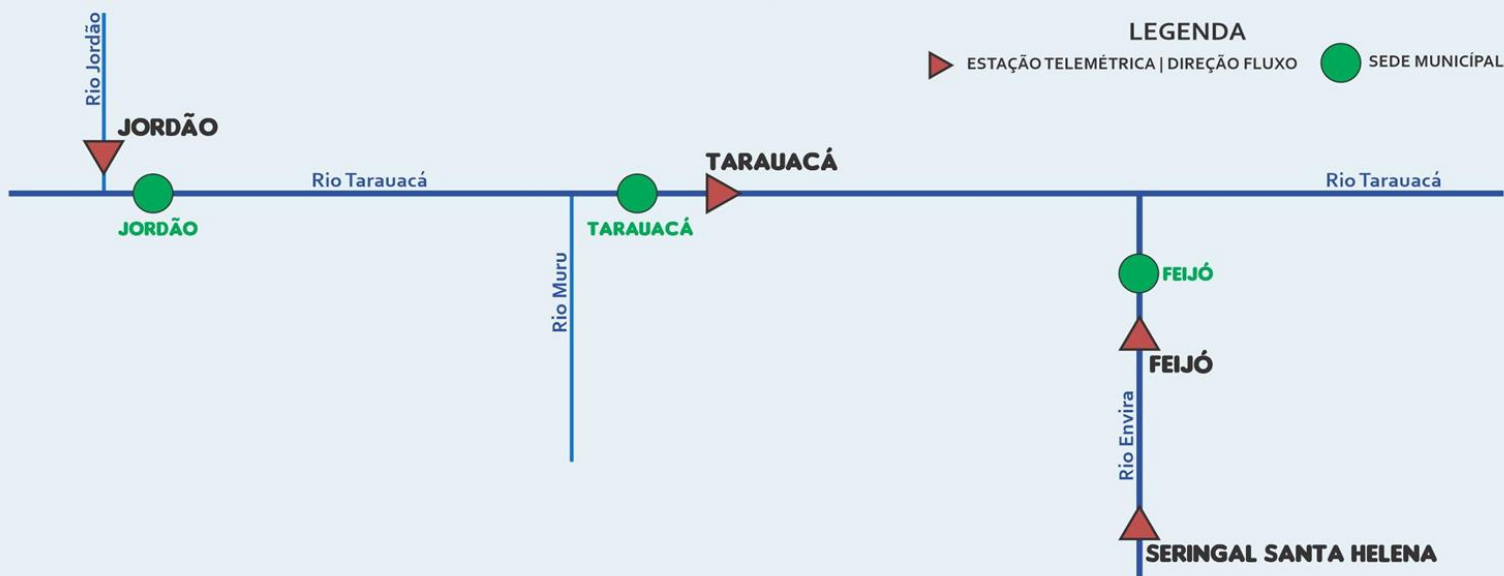 LEGENDA
ESTAÇÃO TELEMÉTRICA | DIREÇÃO FLUXO
SEDE MUNICÍPAL
Rio Jordão
JORDÃO
TARAUACÁ
Rio Tarauacá
Rio Tarauacá
JORDÃO
TARAUACÁ
Rio Muru
FEIJÓ
FEIJÓ
Rio Envira
SERINGAL SANTA HELENA